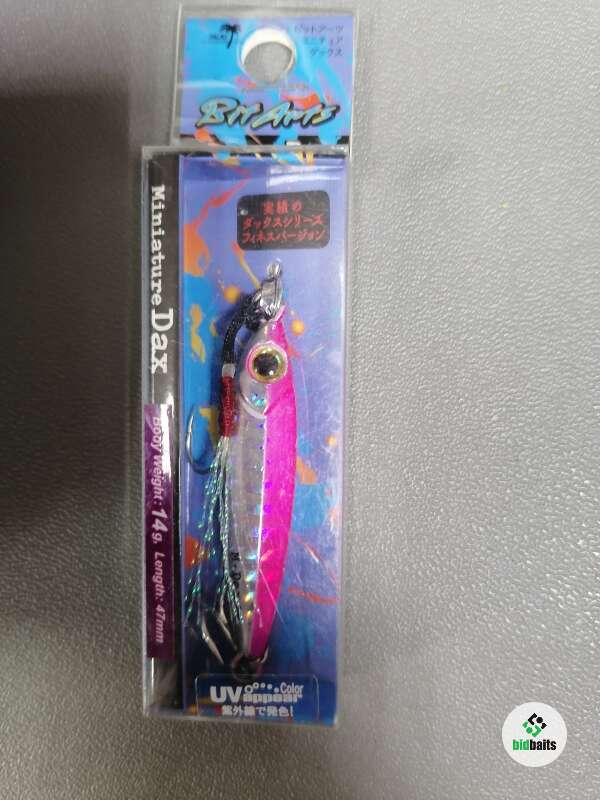 ビットアーツ
ミニチュア
ダックス
Bit Arts
実績の
ダックスシリーズ
フィネスバージョン
Miniature Dax
Body Weight: 14g, Length: 47mm
M-Da
UV appear Color
紫外線で発色!
bidbaits